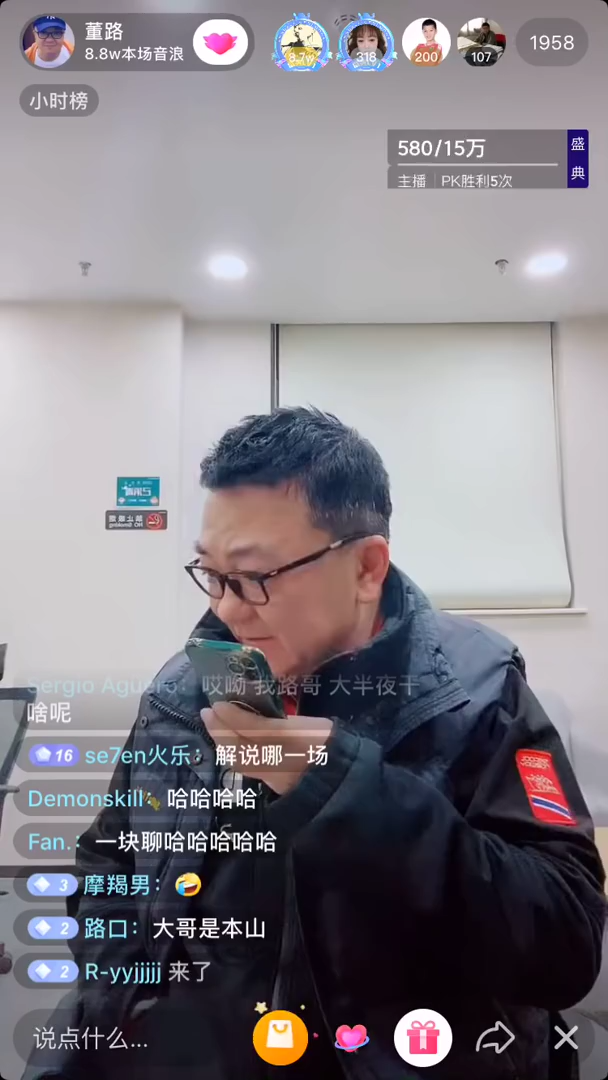 董路
8.8w本场音浪
8.7w
318
200
107
1958
小时榜
580/15万
盛典
主播 PK胜利5次
Sergio Agüero：哎呦 我路哥 大半夜干
啥呢
16 se7en火乐：解说哪一场
Demonskill：哈哈哈哈
Fan.：一块聊哈哈哈哈哈
3 摩羯男：🤣
2 路口：大哥是本山
2 R-yyjjjjj 来了
说点什么...